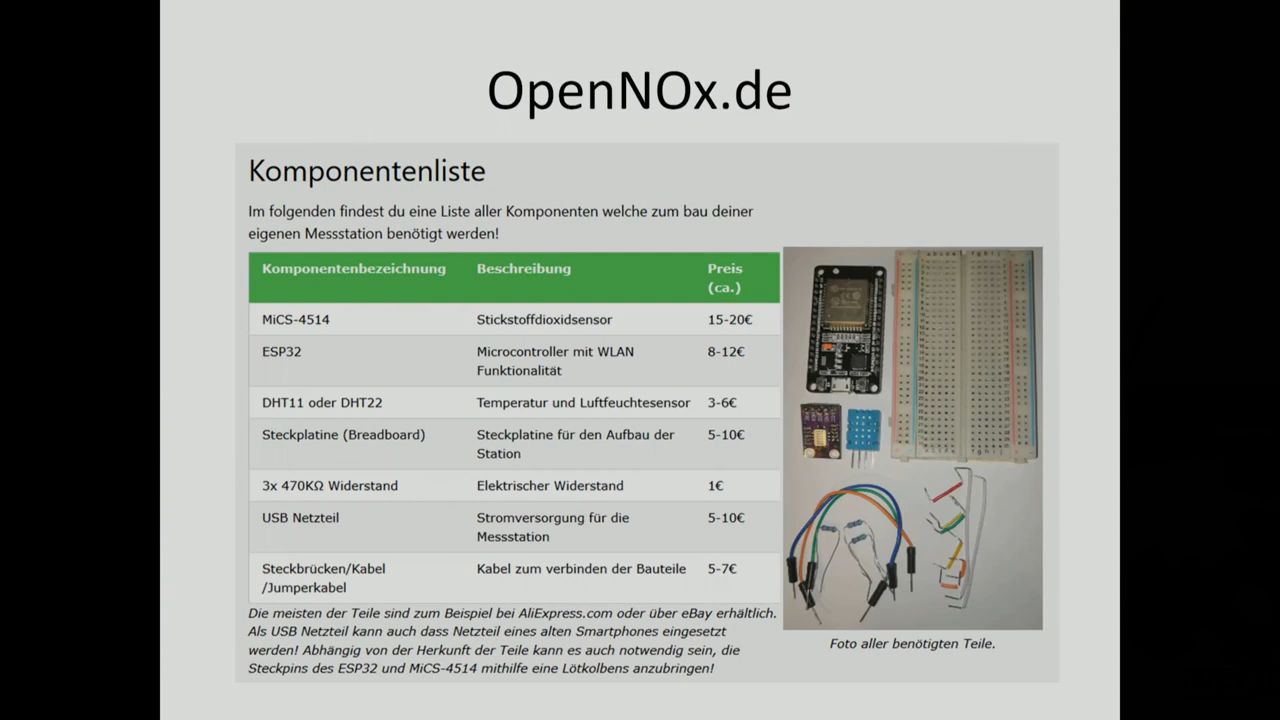 OpenNOx.de
Komponentenliste
Im folgenden findest du eine Liste aller Komponenten welche zum bau deiner
eigenen Messstation benötigt werden!
Komponentenbezeichnung Beschreibung Preis
(ca.)
MiCS-4514 Stickstoffdioxidsensor 15-20€
ESP32 Microcontroller mit WLAN 8-12€
Funktionalität
DHT11 oder DHT22 Temperatur und Luftfeuchtesensor 3-6€
Steckplatine (Breadboard) Steckplatine für den Aufbau der 5-10€
Station
3x 470KΩ Widerstand Elektrischer Widerstand 1€
USB Netzteil Stromversorgung für die 5-10€
Messstation
Steckbrücken/Kabel Kabel zum verbinden der Bauteile 5-7€
/Jumperkabel
Die meisten der Teile sind zum Beispiel bei AliExpress.com oder über eBay erhältlich.
Als USB Netzteil kann auch dass Netzteil eines alten Smartphones eingesetzt
werden! Abhängig von der Herkunft der Teile kann es auch notwendig sein, die
Steckpins des ESP32 und MiCS-4514 mithilfe eine Lötkolbens anzubringen!
Foto aller benötigten Teile.